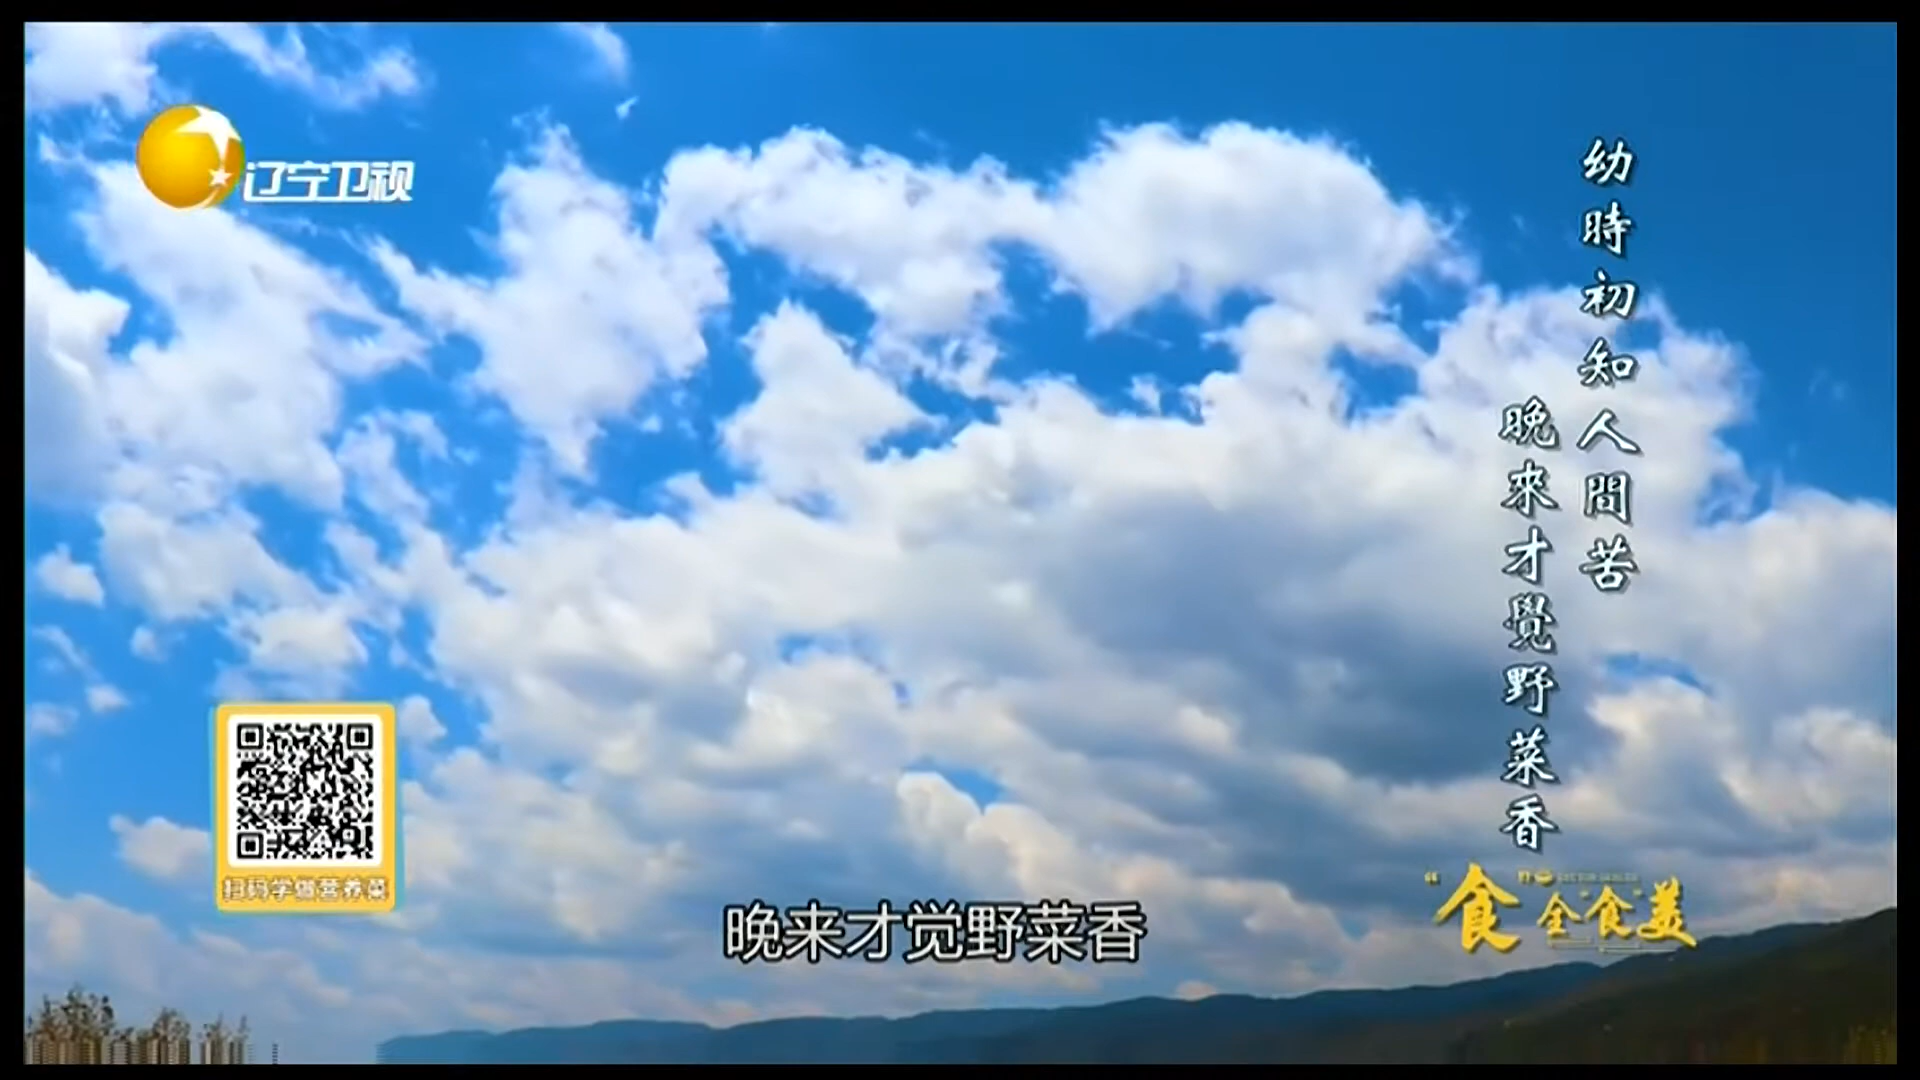 辽宁卫视
幼時初知人間苦
晚來才覺野菜香
扫码学做营养菜
晚来才觉野菜香
“食”全“食”美